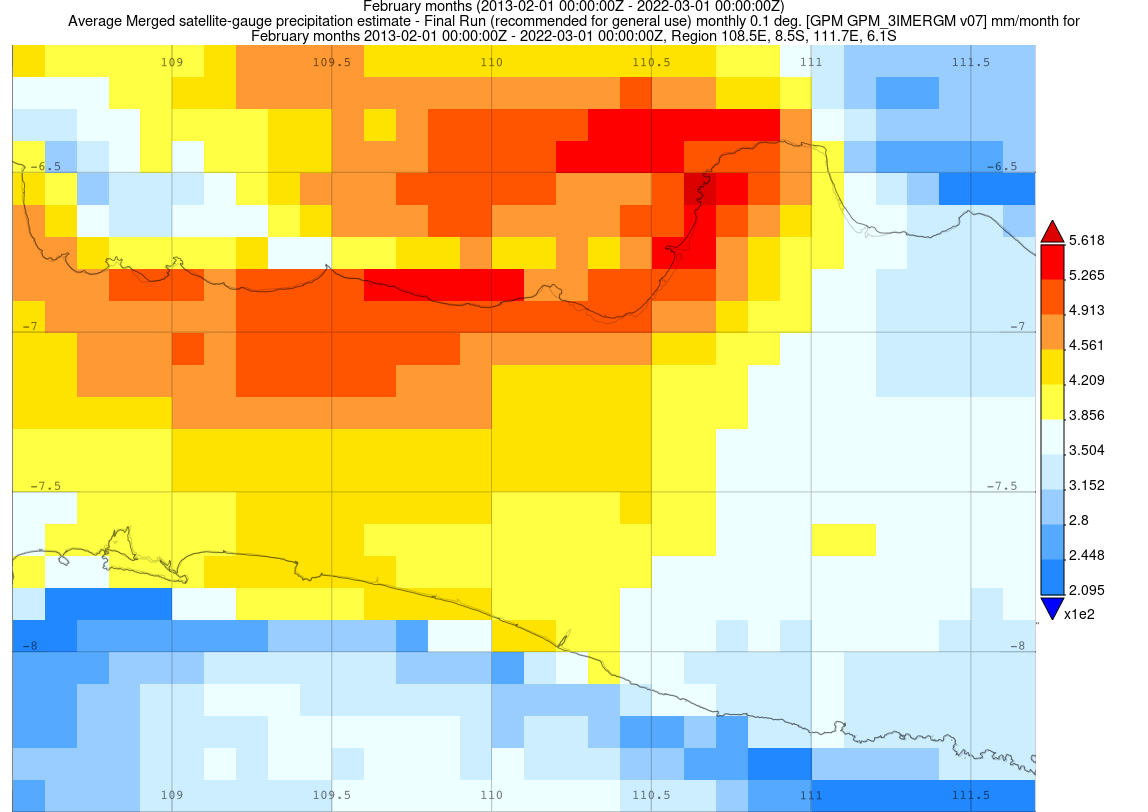 February months (2013-02-01 00:00:00Z - 2022-03-01 00:00:00Z)
Average Merged satellite-gauge precipitation estimate - Final Run (recommended for general use) monthly 0.1 deg. [GPM GPM_3IMERGM v07] mm/month for
February months 2013-02-01 00:00:00Z - 2022-03-01 00:00:00Z, Region 108.5E, 8.5S, 111.7E, 6.1S
109 109.5 110 110.5 111 111.5
-6.5 -6.5
-7 -7
-7.5 -7.5
-8 -8
109 109.5 110 110.5 111 111.5
5.618
5.265
4.913
4.561
4.209
3.856
3.504
3.152
2.8
2.448
2.095
x1e2